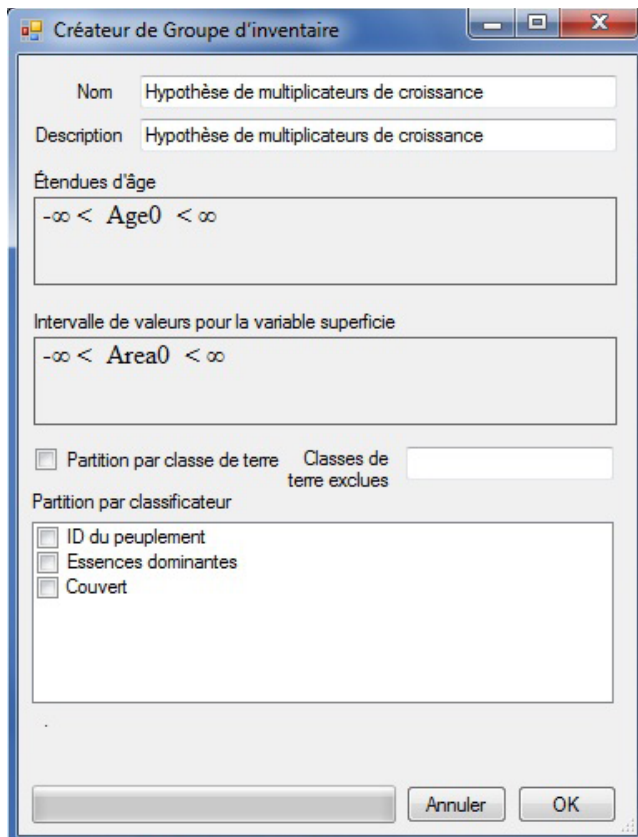 Créateur de Groupe d'inventaire
Nom Hypothèse de multiplicateurs de croissance
Description Hypothèse de multiplicateurs de croissance
Étendues d'âge
-∞ < Age0 < ∞
Intervalle de valeurs pour la variable superficie
-∞ < Area0 < ∞
Partition par classe de terre Classes de
terre exclues
Partition par classificateur
ID du peuplement
Essences dominantes
Couvert
.
Annuler OK